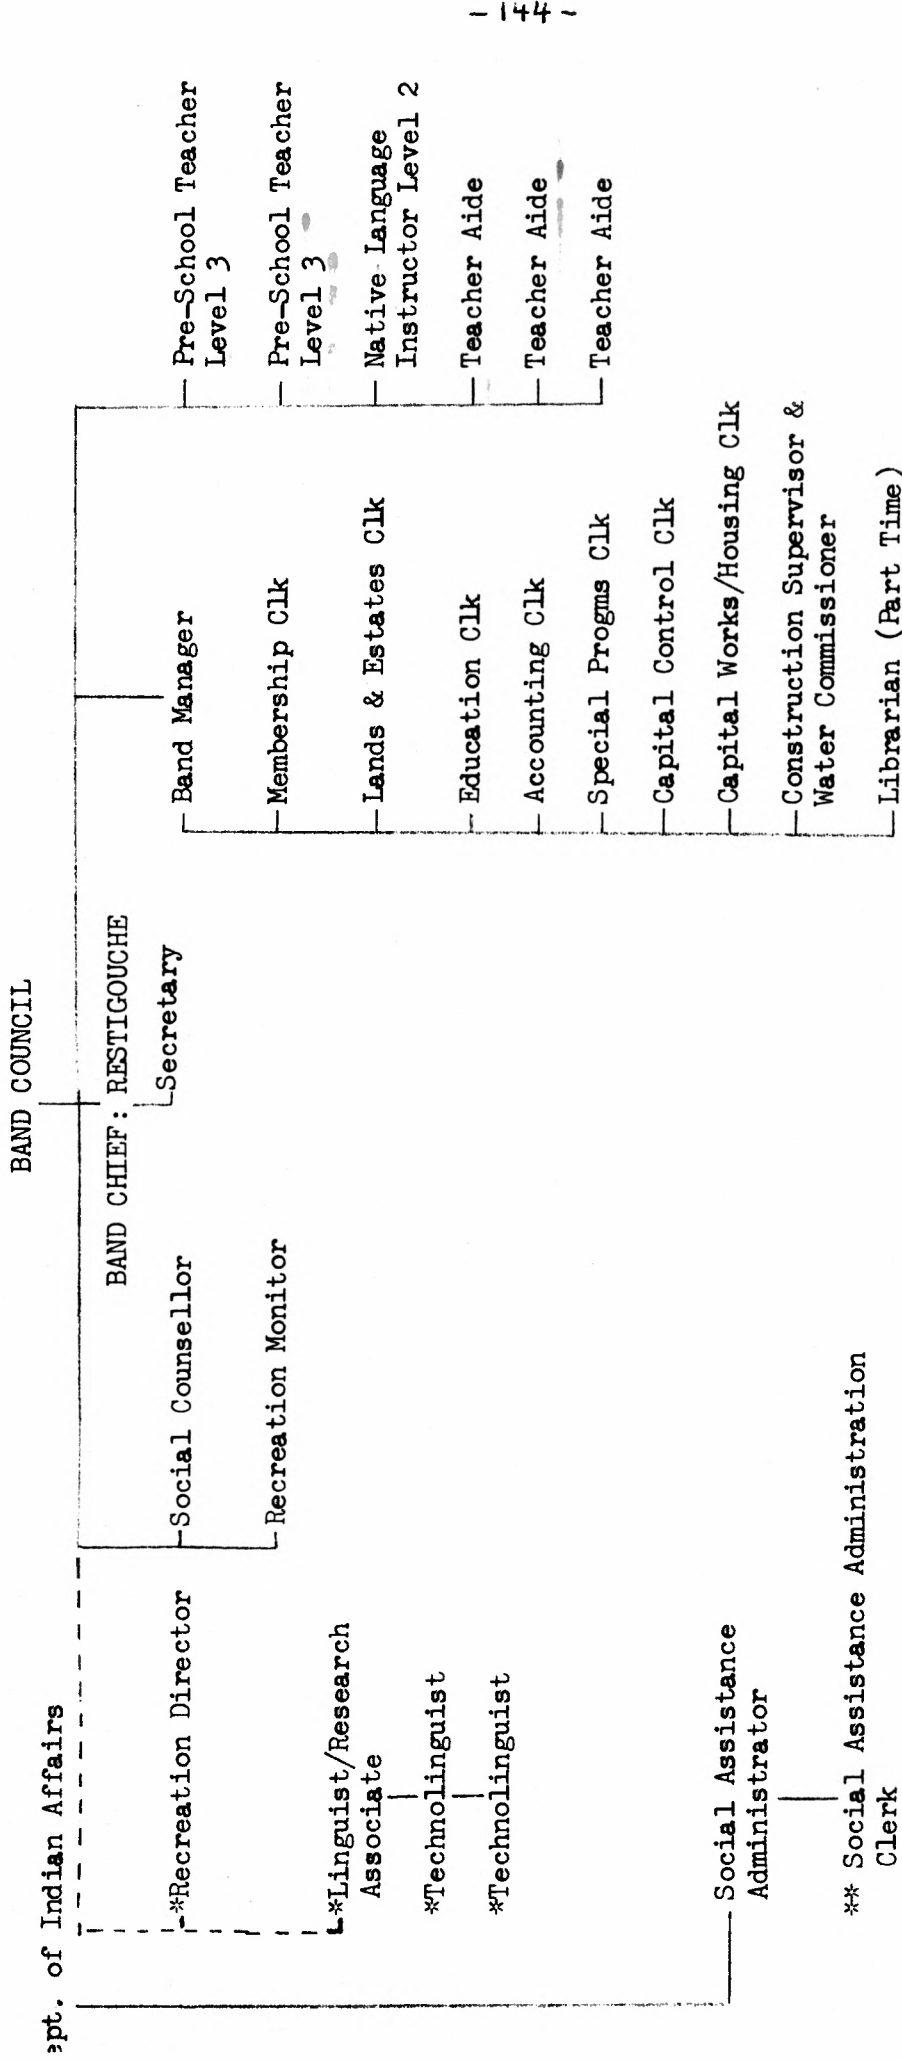 - 144 -
BAND COUNCIL
ept. of Indian Affairs
BAND CHIEF: RESTIGOUCHE
Secretary
*Recreation Director
*Linguist/Research
Associate
*Technolinguist
*Technolinguist
Social Assistance
Administrator
** Social Assistance Administration
Clerk
Social Counsellor
Recreation Monitor
Band Manager
Membership Clk
Lands & Estates Clk
Education Clk
Accounting Clk
Special Progms Clk
Capital Control Clk
Capital Works/Housing Clk
Construction Supervisor &
Water Commissioner
Librarian (Part Time)
Pre-School Teacher
Level 3
Pre-School Teacher
Level 3
Native Language
Instructor Level 2
Teacher Aide
Teacher Aide
Teacher Aide